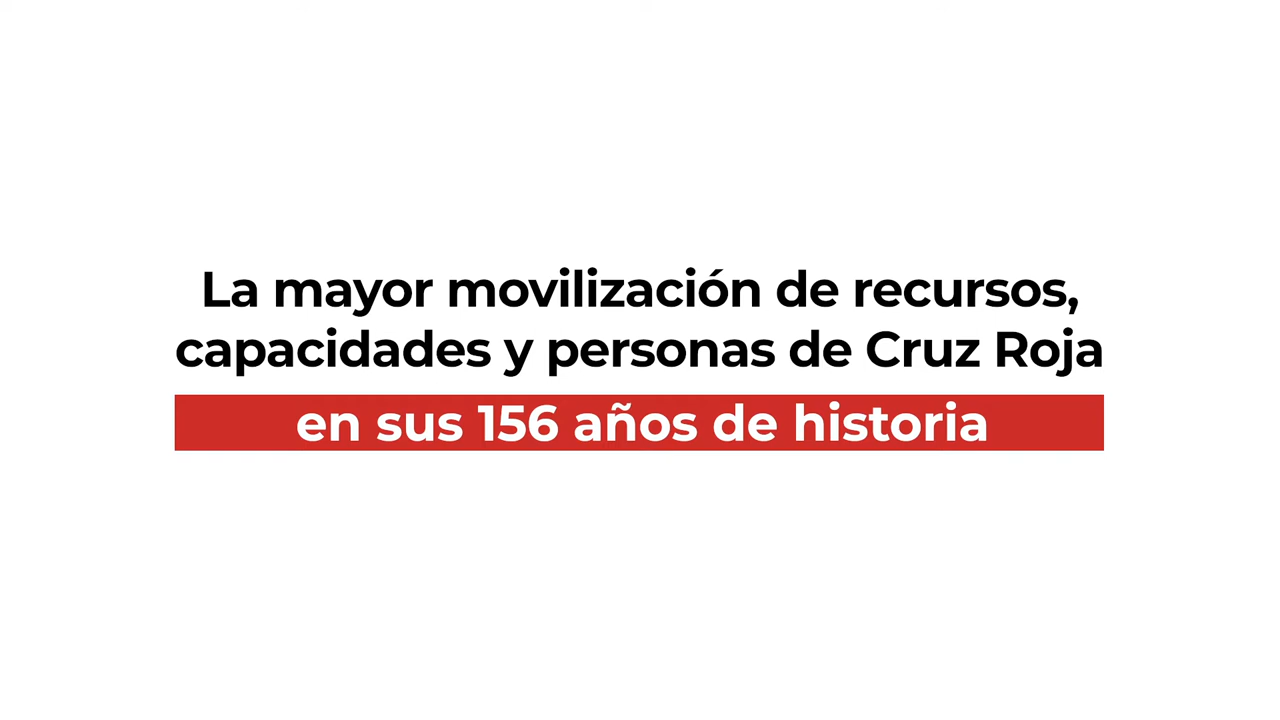 La mayor movilización de recursos,
capacidades y personas de Cruz Roja
en sus 156 años de historia